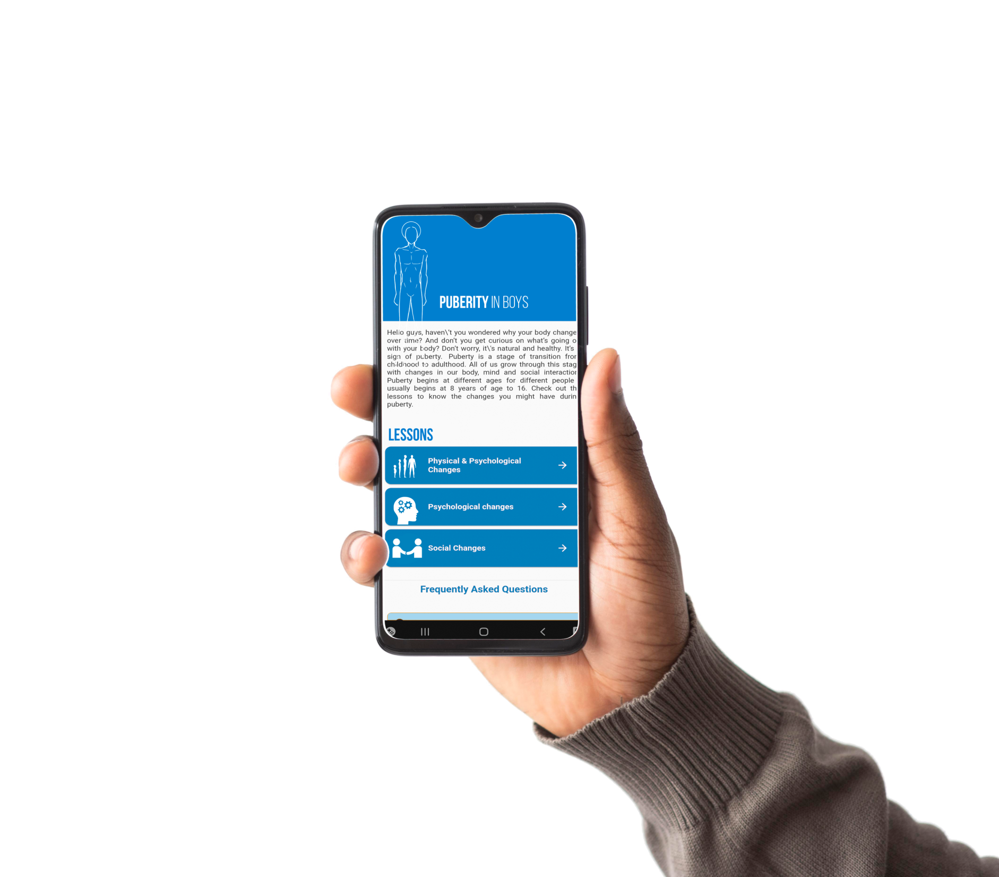 PUBERITY IN BOYS
Hello guys, haven\'t you wondered why your body change
over time? And don't you get curious on what's going o
with your body? Don't worry, it\'s natural and healthy. It's
sign of puberty. Puberty is a stage of transition fror
childhood to adulthood. All of us grow through this stag
with changes in our body, mind and social interaction
Puberty begins at different ages for different people
usually begins at 8 years of age to 16. Check out th
lessons to know the changes you might have durin
puberty.
LESSONS
Physical & Psychological
Changes
Psychological changes
Social Changes
Frequently Asked Questions